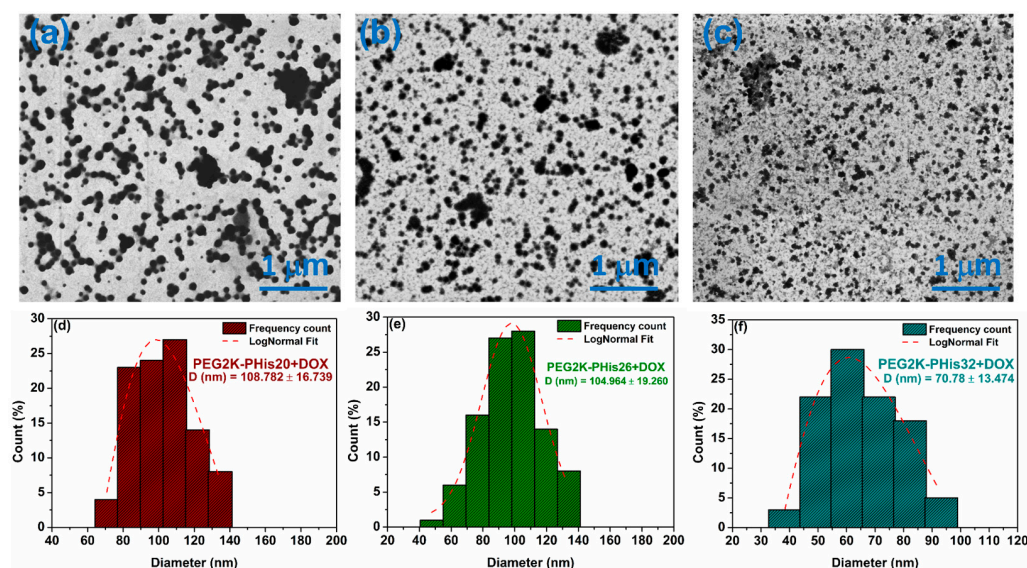 (a)
(b)
(c)
1 μm
1 μm
1 μm
(d)
Frequency count
LogNormal Fit
PEG2K-PHis20+DOX
D (nm) = 108.782 ± 16.739
Count (%)
30
25
20
15
10
5
0
40 60 80 100 120 140 160 180 200
Diameter (nm)
(e)
Frequency count
LogNormal Fit
PEG2K-PHis26+DOX
D (nm) = 104.964 ± 19.260
Count (%)
30
25
20
15
10
5
0
20 40 60 80 100 120 140 160 180 200
Diameter (nm)
(f)
Frequency count
LogNormal Fit
PEG2K-PHis32+DOX
D (nm) = 70.78 ± 13.474
Count (%)
35
30
25
20
15
10
5
0
20 30 40 50 60 70 80 90 100 110 120
Diameter (nm)